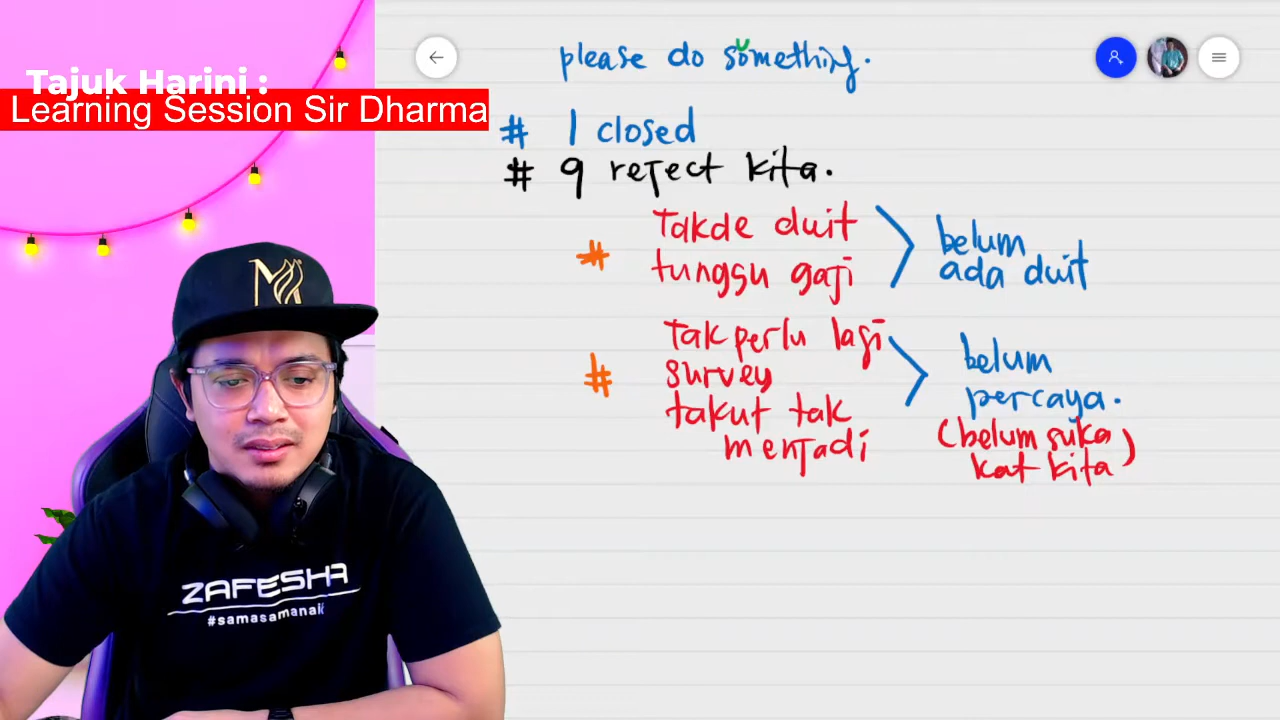 Tajuk Harini :
Learning Session Sir Dharma
please do something.
# 1 closed
# 9 reject kita.
# takde duit
tunggu gaji
belum
ada duit
# tak perlu lagi
survey
takut tak
menjadi
belum
percaya.
(belum suka
kat kita)
ZAFESHA
#samasamanaik